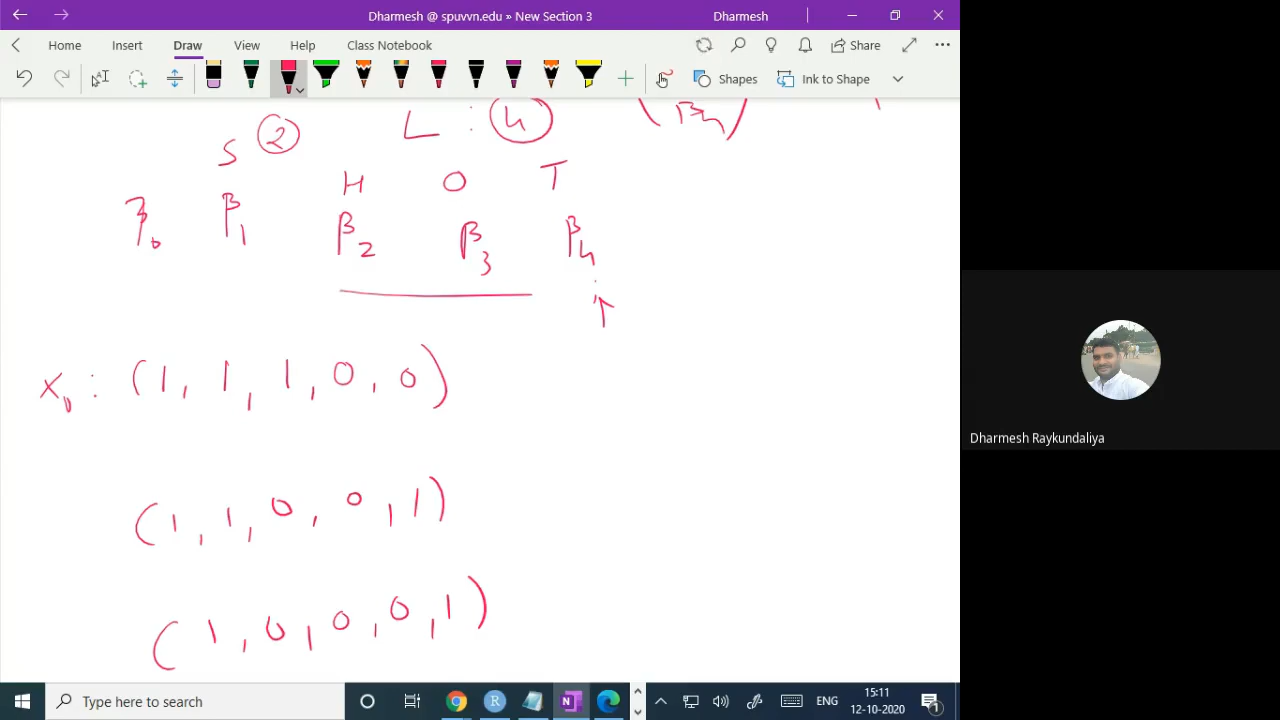 Dharmesh @ spuvvn.edu » New Section 3
Dharmesh
Home Insert Draw View Help Class Notebook
Share
Shapes
Ink to Shape
S 2 L : 4
H O T
β₀ β₁ β₂ β₃ β₄
X₀ : (1, 1, 1, 0, 0)
(1, 1, 0, 0, 1)
(1, 0, 0, 0, 1)
Dharmesh Raykundaliya
Type here to search
R
N
ENG
15:11
12-10-2020
1